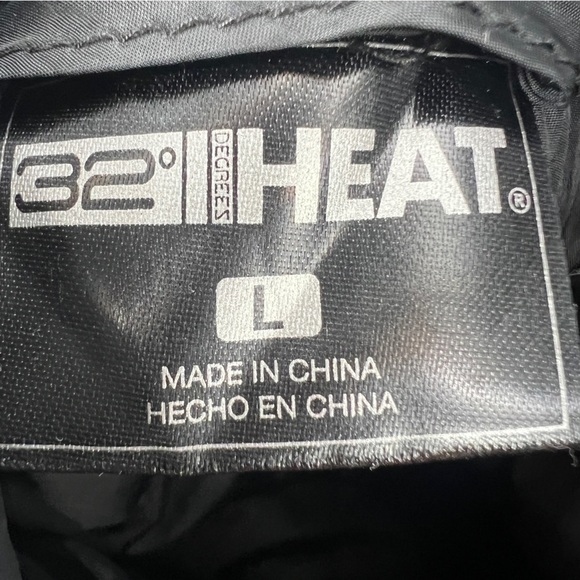 32° DEGREES HEAT®
L
MADE IN CHINA
HECHO EN CHINA